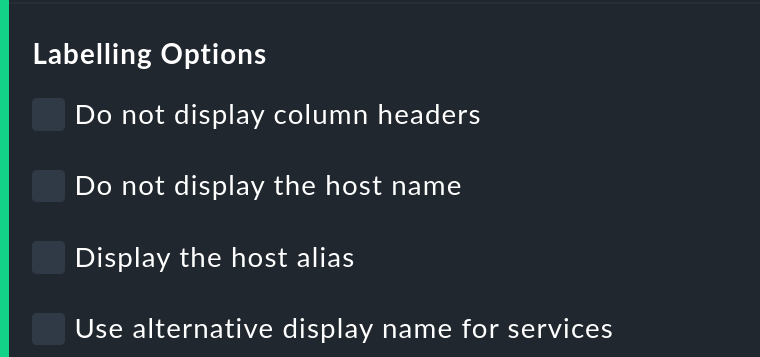 Labelling Options
Do not display column headers
Do not display the host name
Display the host alias
Use alternative display name for services